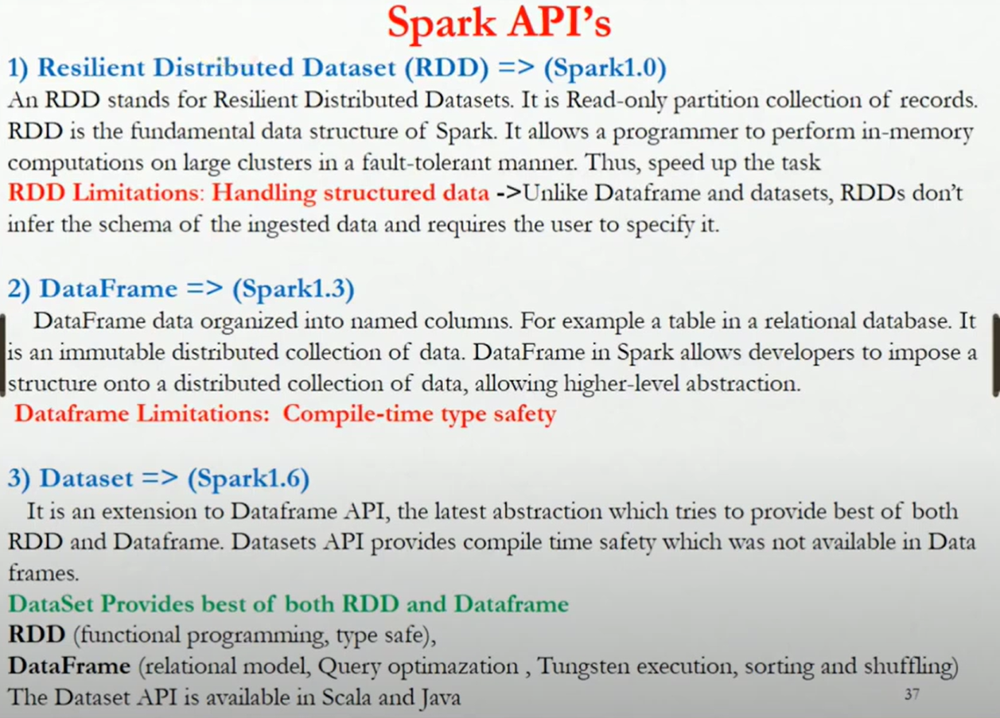 Spark API's
1) Resilient Distributed Dataset (RDD) => (Spark1.0)
An RDD stands for Resilient Distributed Datasets. It is Read-only partition collection of records.
RDD is the fundamental data structure of Spark. It allows a programmer to perform in-memory
computations on large clusters in a fault-tolerant manner. Thus, speed up the task
RDD Limitations: Handling structured data ->Unlike Dataframe and datasets, RDDs don't
infer the schema of the ingested data and requires the user to specify it.
2) DataFrame => (Spark1.3)
DataFrame data organized into named columns. For example a table in a relational database. It
is an immutable distributed collection of data. DataFrame in Spark allows developers to impose a
structure onto a distributed collection of data, allowing higher-level abstraction.
Dataframe Limitations: Compile-time type safety
3) Dataset => (Spark1.6)
It is an extension to Dataframe API, the latest abstraction which tries to provide best of both
RDD and Dataframe. Datasets API provides compile time safety which was not available in Data
frames.
DataSet Provides best of both RDD and Dataframe
RDD (functional programming, type safe),
DataFrame (relational model, Query optimazation , Tungsten execution, sorting and shuffling)
The Dataset API is available in Scala and Java
37